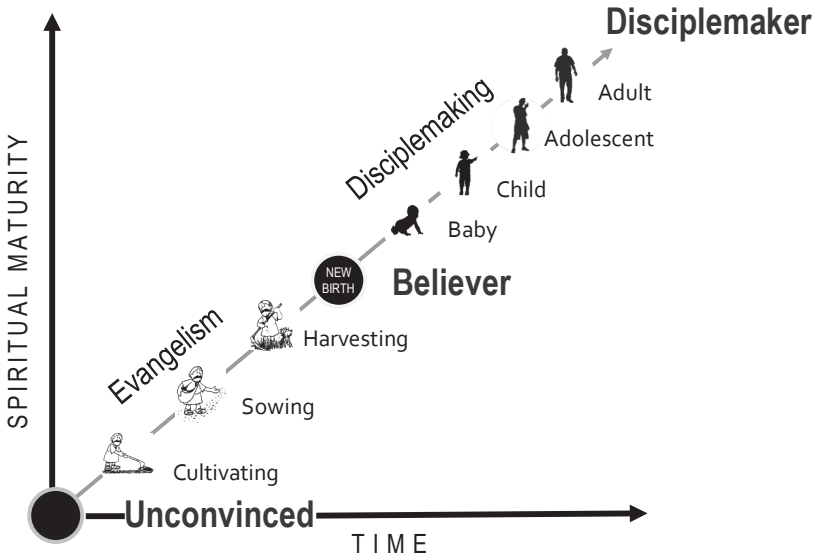 Disciplemaker
Adult
Disciplemaking
Adolescent
Child
Baby
NEW
BIRTH
Believer
Evangelism
Harvesting
Sowing
Cultivating
Unconvinced
SPIRITUAL MATURITY
TIME